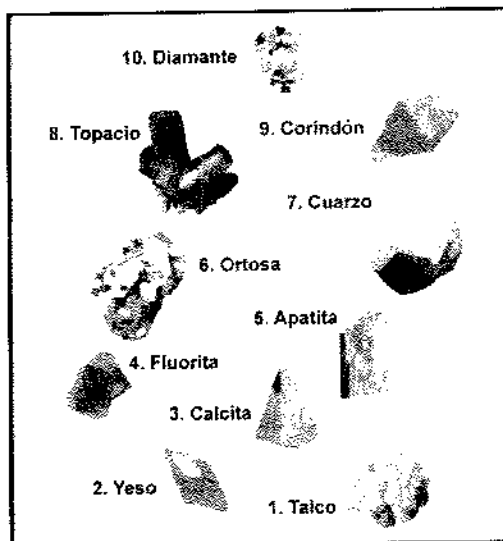 10. Diamante
8. Topacio
9. Corindón
7. Cuarzo
6. Ortosa
5. Apatita
4. Fluorita
3. Calcita
2. Yeso
1. Talco